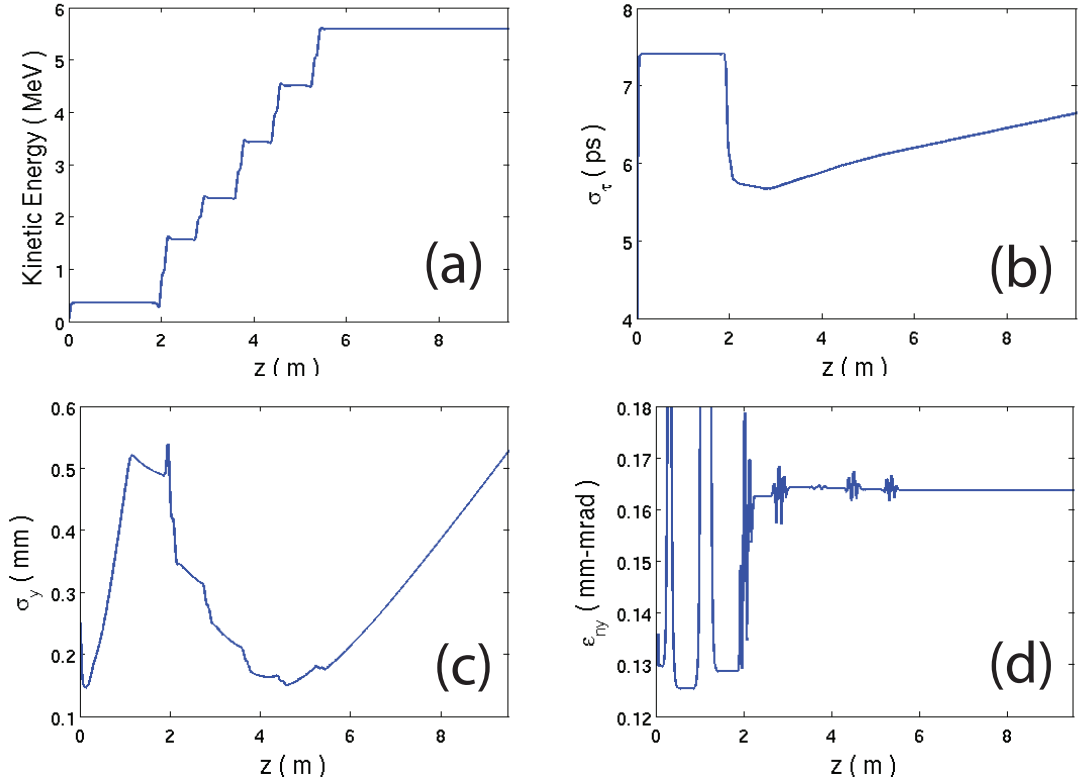 6
5
4
3
2
1
0
0 2 4 6 8
Kinetic Energy ( MeV )
z ( m )
(a)
8
7
6
5
4
0 2 4 6 8
σ_τ ( ps )
z ( m )
(b)
0.6
0.5
0.4
0.3
0.2
0.1
0 2 4 6 8
σ_y ( mm )
z ( m )
(c)
0.18
0.17
0.16
0.15
0.14
0.13
0.12
0 2 4 6 8
ε_ny ( mm-mrad )
z ( m )
(d)